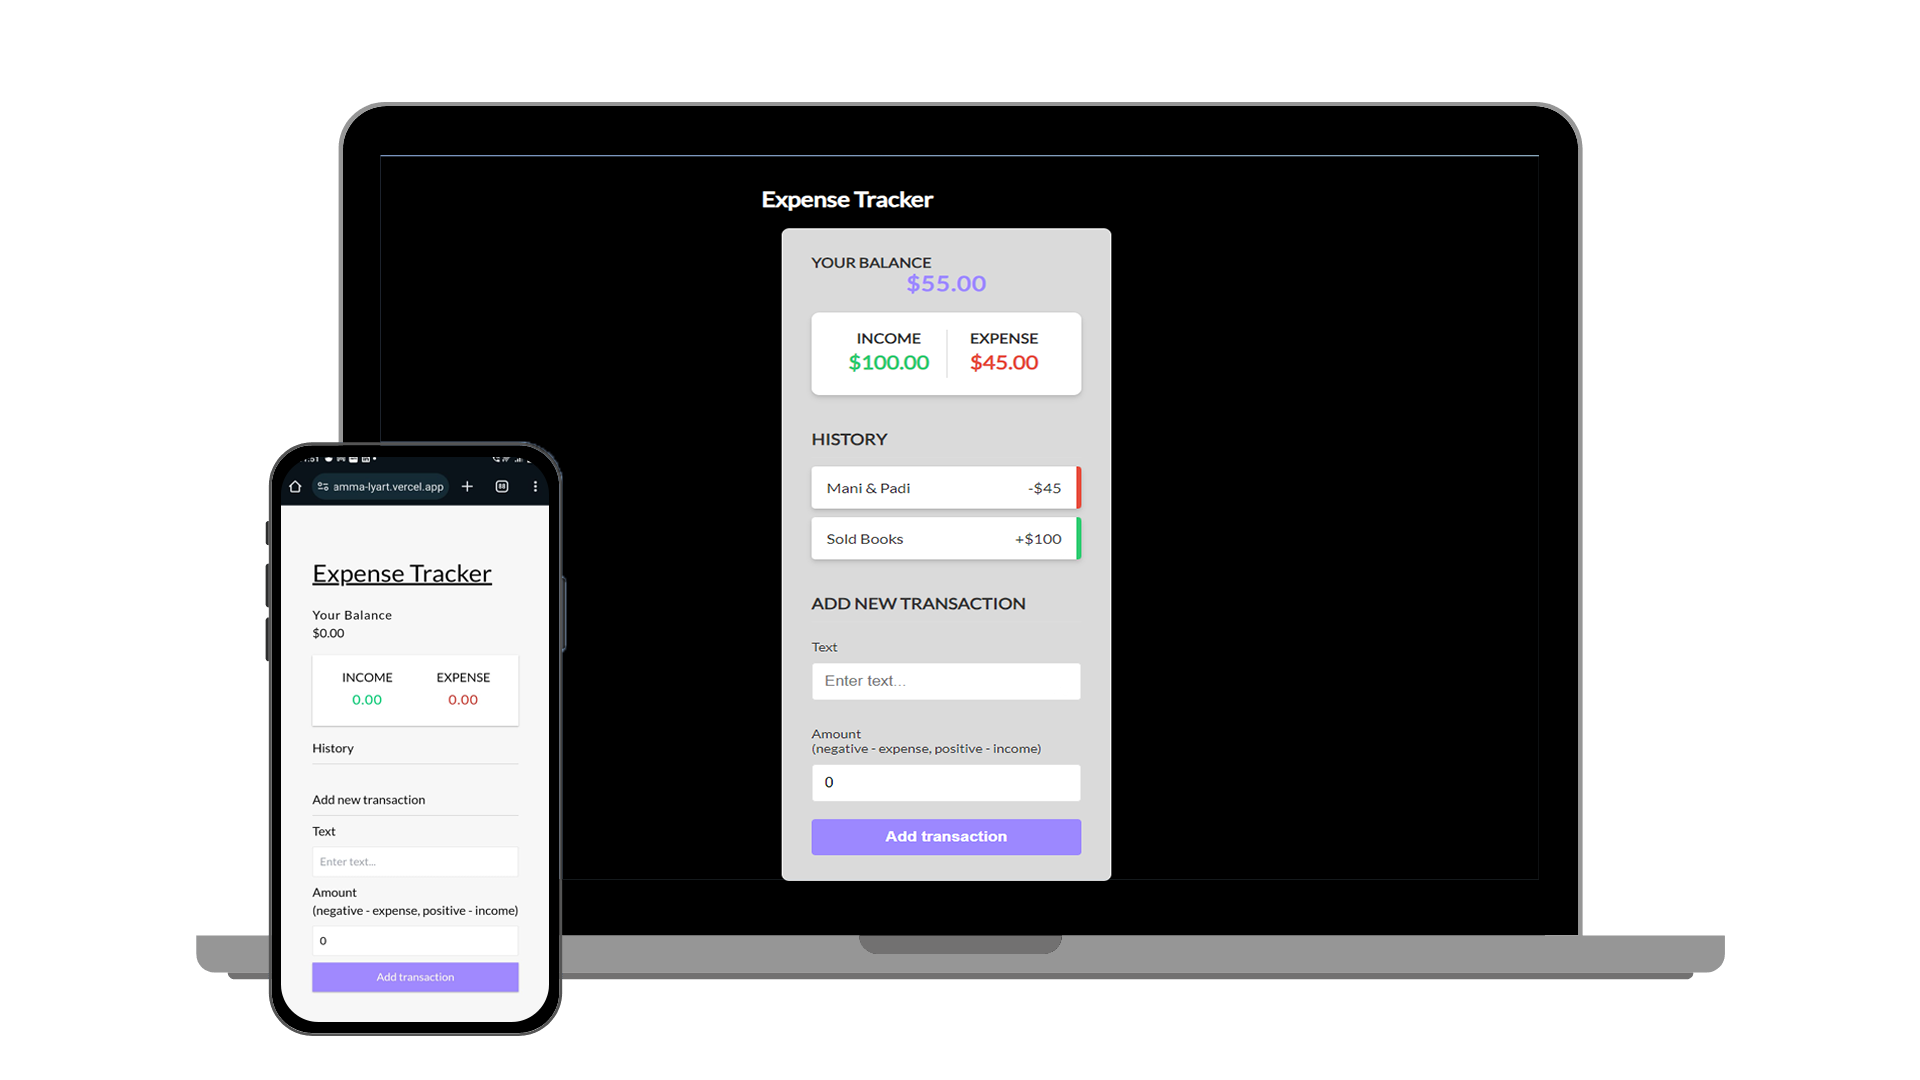 Expense Tracker
YOUR BALANCE
$55.00
INCOME EXPENSE
$100.00 $45.00
HISTORY
Mani & Padi -$45
Sold Books +$100
ADD NEW TRANSACTION
Text
Enter text...
Amount
(negative - expense, positive - income)
0
Add transaction
amma-lyart.vercel.app
Expense Tracker
Your Balance
$0.00
INCOME EXPENSE
0.00 0.00
History
Add new transaction
Text
Enter text...
Amount
(negative - expense, positive - income)
0
Add transaction